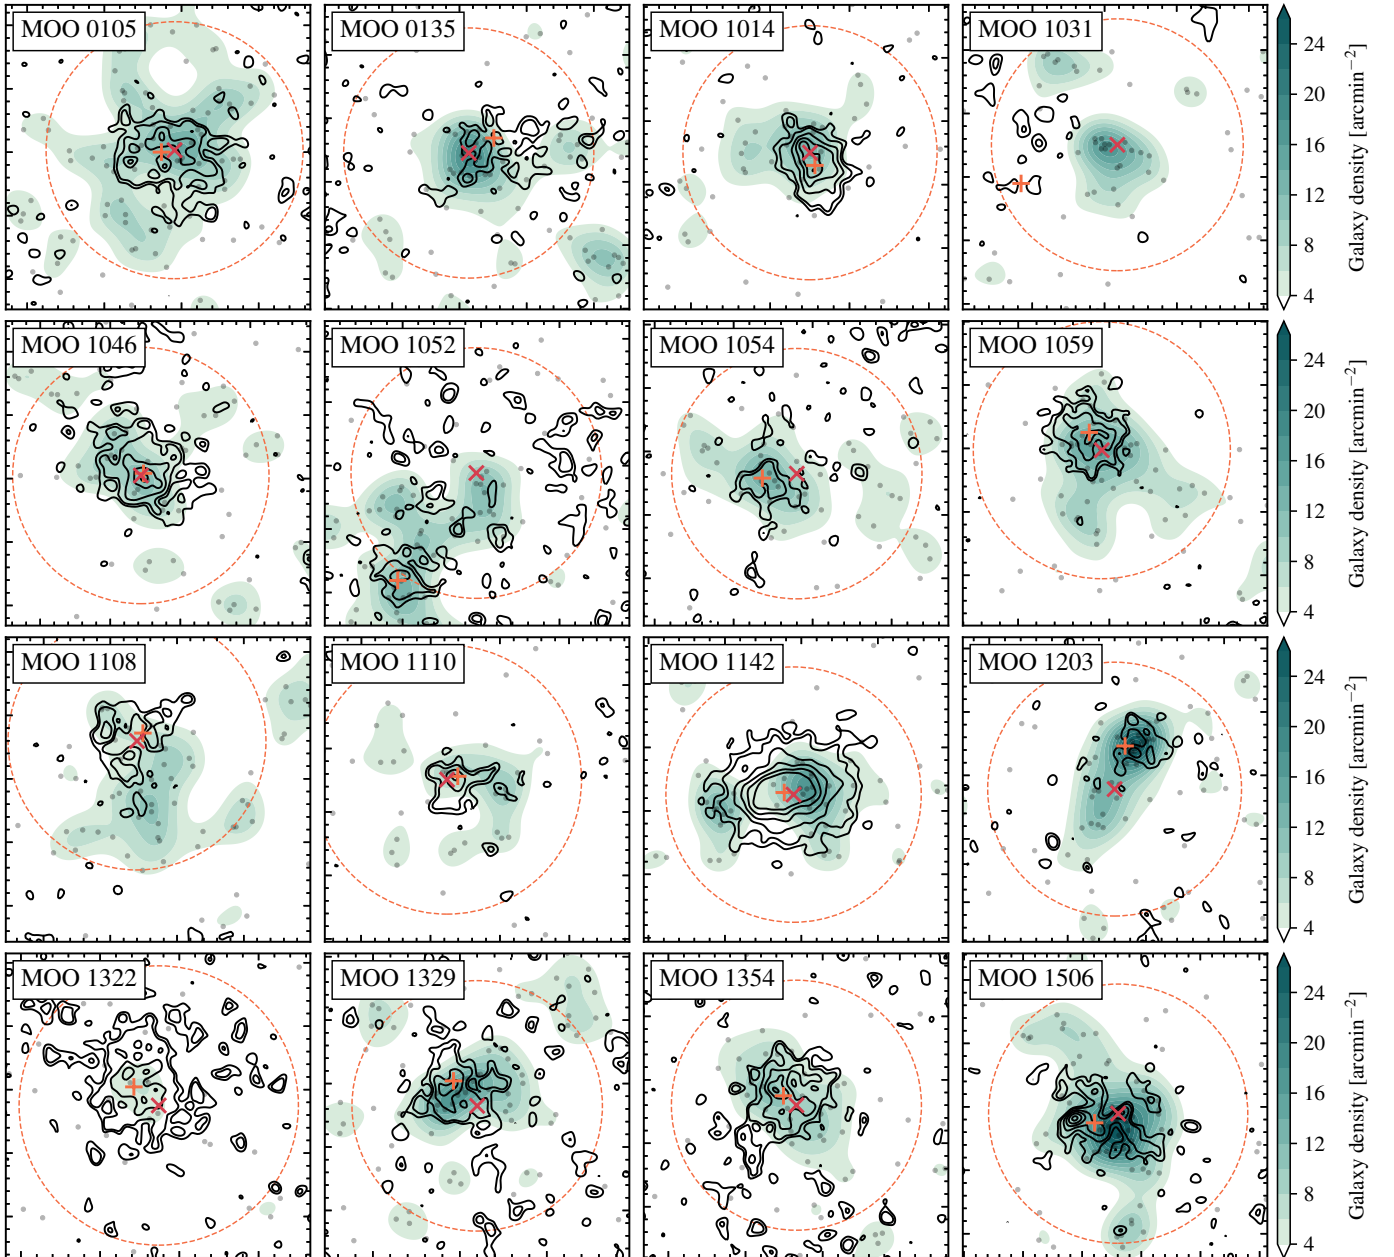 MOO 0105
MOO 0135
MOO 1014
MOO 1031
24
20
16
12
8
4
Galaxy density [arcmin⁻²]
MOO 1046
MOO 1052
MOO 1054
MOO 1059
24
20
16
12
8
4
Galaxy density [arcmin⁻²]
MOO 1108
MOO 1110
MOO 1142
MOO 1203
24
20
16
12
8
4
Galaxy density [arcmin⁻²]
MOO 1322
MOO 1329
MOO 1354
MOO 1506
24
20
16
12
8
4
Galaxy density [arcmin⁻²]